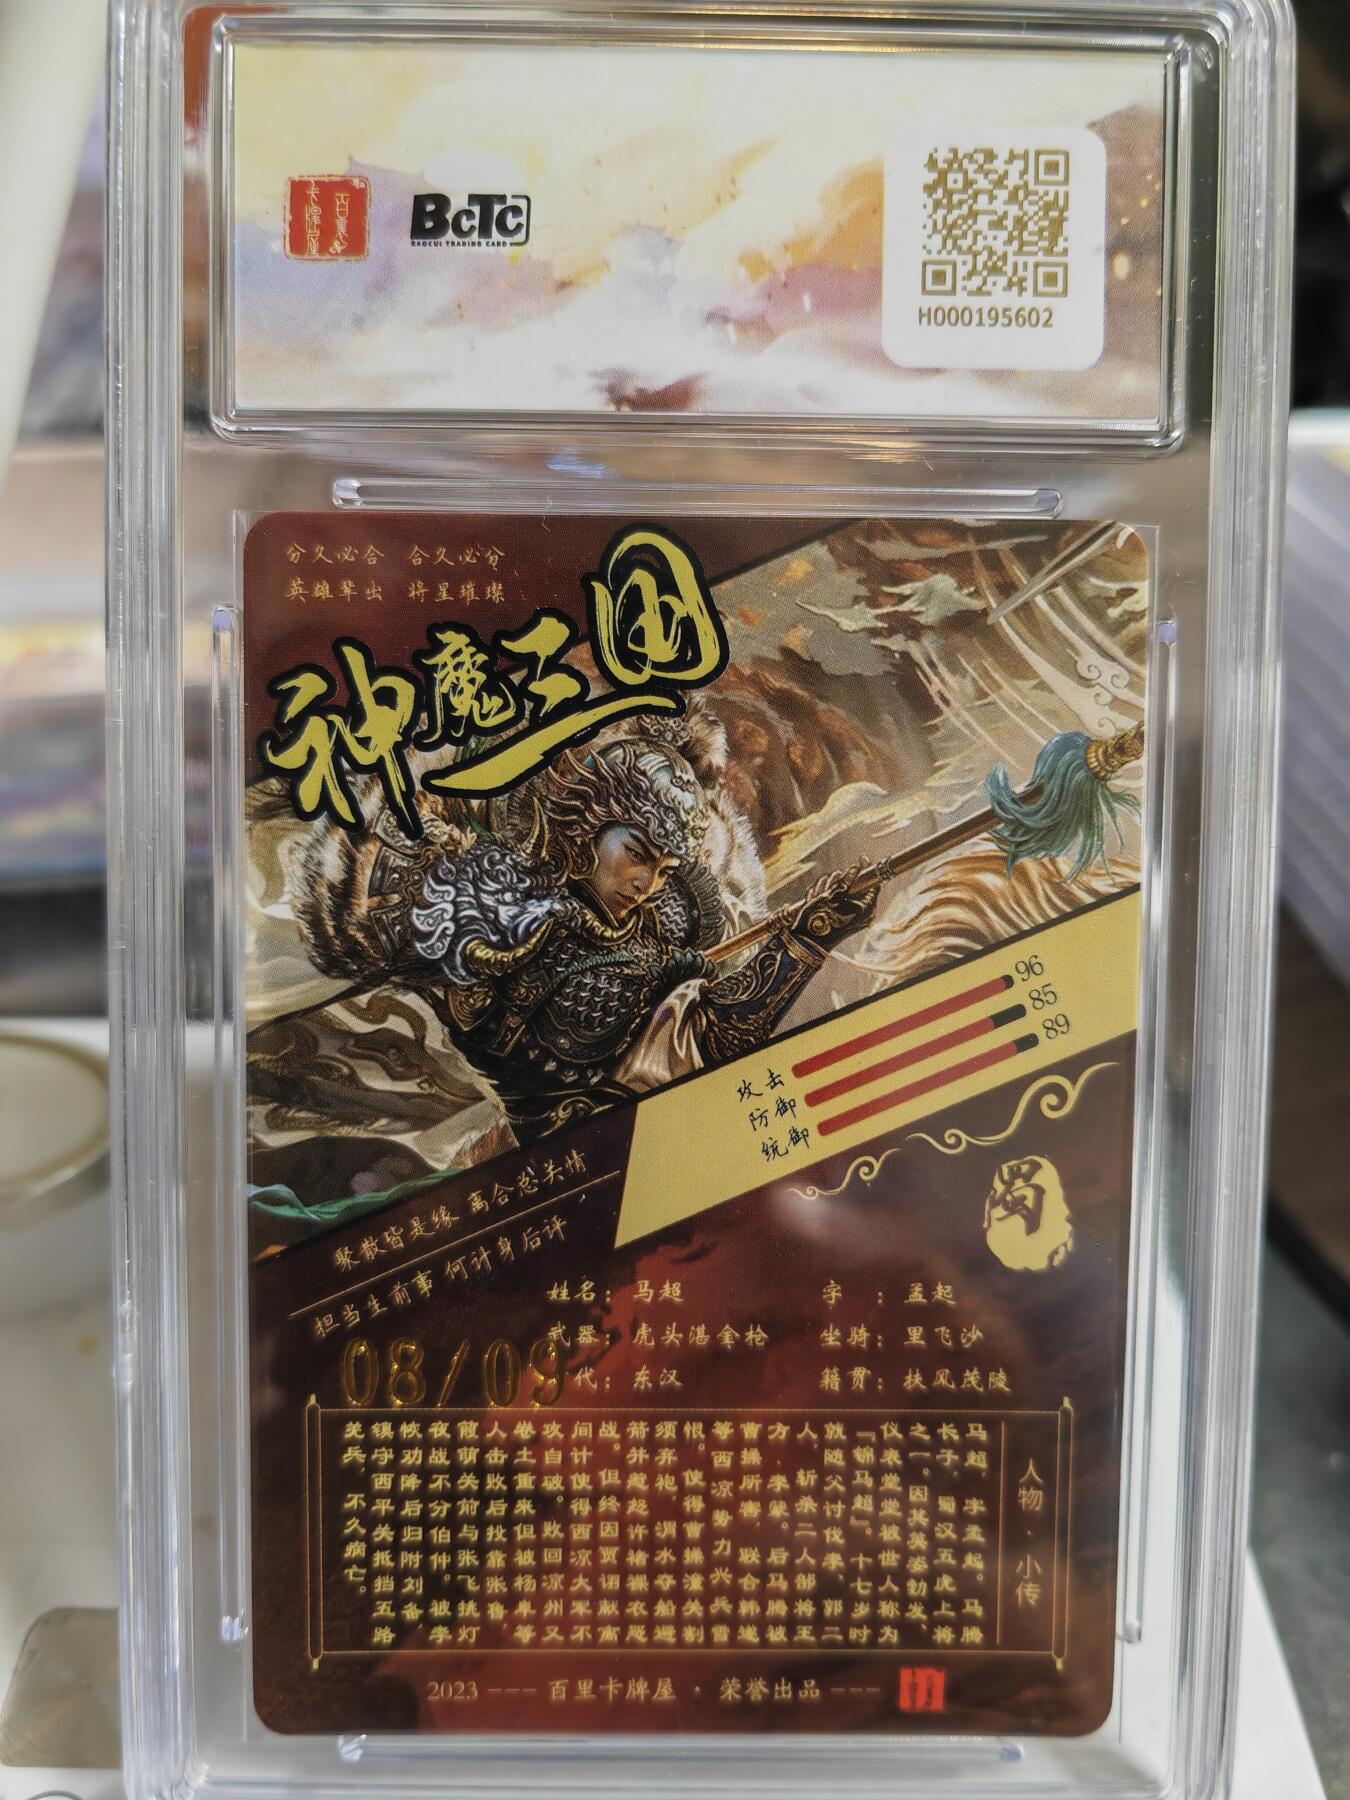 百里
卡牌屋
BCTC
BAOCUI TRADING CARD
H000195602
分久必合 合久必分
英雄辈出 将星璀璨
神魔三国
攻击 96
防御 85
统御 89
聚散皆是缘 离合总关情
担当生前事 何计身后评
蜀
姓名：马超 字：孟起
武器：虎头湛金枪 坐骑：里飞沙
代：东汉 籍贯：扶风茂陵
08/09
人物·小传
马超，字孟起。马腾
长子，蜀汉五虎上将
之一。因其英姿勃发、
仪表堂堂被世人称为
「锦马超」。十七岁时
就随父讨伐李、郭二
人，斩杀二人部将王
方、李蒙。后马腾被
曹操所害，联合韩遂
等西凉势力兴兵雪
恨。使得曹操潼关割
须弃袍，渭水夺船避
箭并邀起许褚裸衣恶
战。但终因贾诩献离
间计使得西凉大军不
攻自破。败回凉州又
卷土重来但被杨阜等
人击败后投靠张鲁，
葭萌关前与张飞挑灯
夜战不分伯仲。被李
恢劝降后归附刘备，
镇守西平关抵挡五路
羌兵，不久病亡。
2023 --- 百里卡牌屋 · 荣誉出品 ---